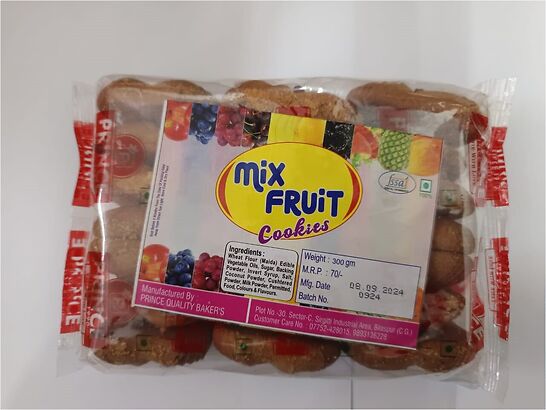 mix
FRUiT
Cookies
fssai
Ingredients :
Wheat Flour (Maida) Edible
Vegetable Oils, Sugar, Backing
Powder, Invert Syrup, Salt,
Coconut Powder, Cushtered
Powder, Milk Powder, Permitted,
Food, Colours & Flavours.
Weight : 300 gm
M.R.P : 70/-
Mfg. Date 08.09.2024
Batch No. 0924
Manufactured By
PRINCE QUALITY BAKER'S
Plot No.-30, Sector-C, Sirgitti Industrial Area, Bilaspur (C.G.)
Customer Care No. : 07752-428015, 9893136228
PRINCE